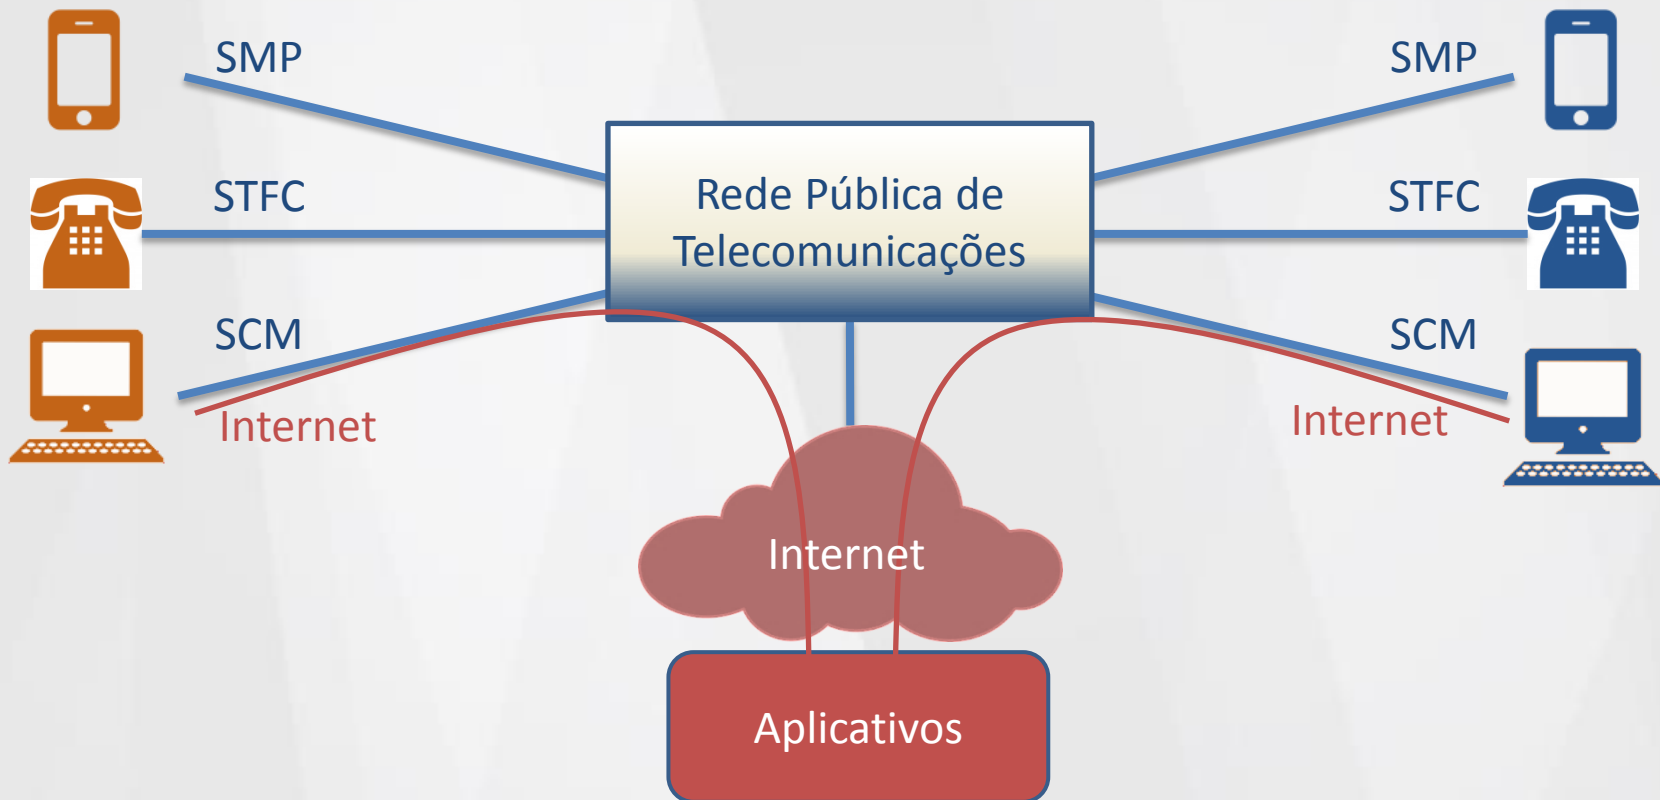 SMP
SMP
STFC
Rede Pública de
Telecomunicações
STFC
SCM
SCM
Internet
Internet
Internet
Aplicativos